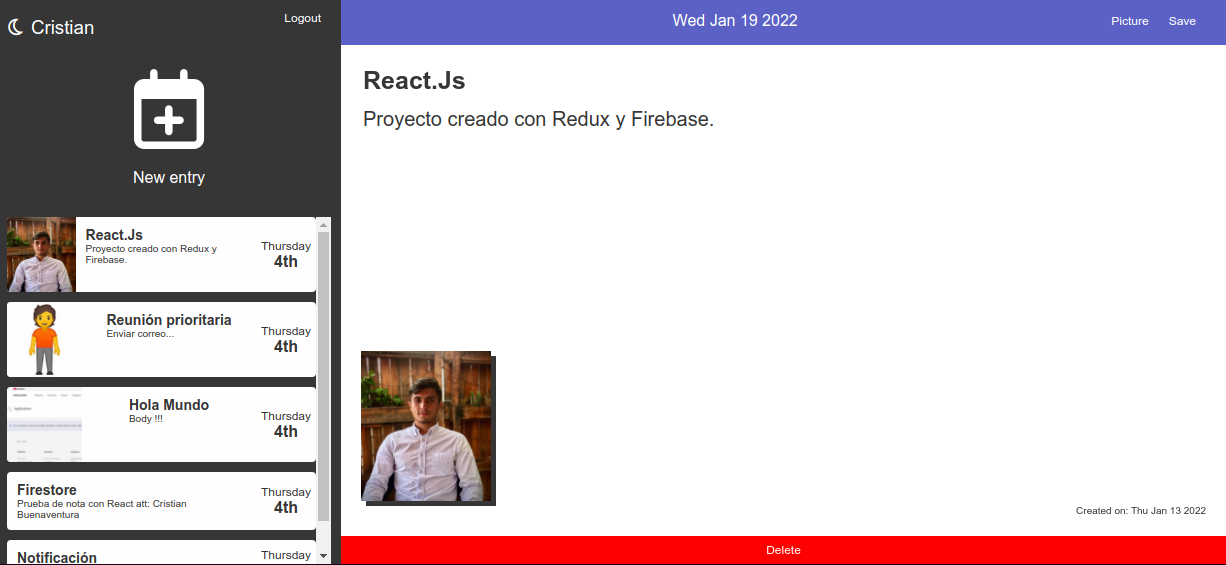 Cristian
Logout
New entry
React.Js
Proyecto creado con Redux y
Firebase.
Thursday
4th
Reunión prioritaria
Enviar correo...
Thursday
4th
Hola Mundo
Body !!!
Thursday
4th
Firestore
Prueba de nota con React att: Cristian
Buenaventura
Thursday
4th
Notificación
Thursday
Wed Jan 19 2022
Picture
Save
React.Js
Proyecto creado con Redux y Firebase.
Created on: Thu Jan 13 2022
Delete